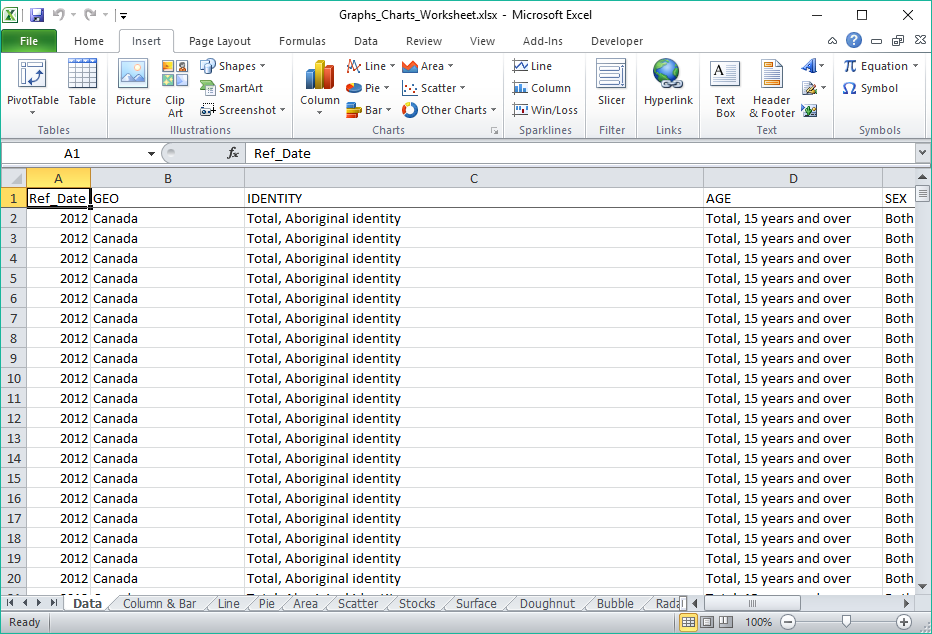 Graphs_Charts_Worksheet.xlsx - Microsoft Excel
File Home Insert Page Layout Formulas Data Review View Add-Ins Developer
PivotTable Table Picture Clip Art Shapes SmartArt Screenshot Column Line Pie Bar Area Scatter Other Charts Line Column Win/Loss Slicer Hyperlink Text Box Header & Footer Equation Symbol
Tables Illustrations Charts Sparklines Filter Links Text Symbols
A1 fx Ref_Date
A B C D
1 Ref_Date GEO IDENTITY AGE SEX
2 2012 Canada Total, Aboriginal identity Total, 15 years and over Both
3 2012 Canada Total, Aboriginal identity Total, 15 years and over Both
4 2012 Canada Total, Aboriginal identity Total, 15 years and over Both
5 2012 Canada Total, Aboriginal identity Total, 15 years and over Both
6 2012 Canada Total, Aboriginal identity Total, 15 years and over Both
7 2012 Canada Total, Aboriginal identity Total, 15 years and over Both
8 2012 Canada Total, Aboriginal identity Total, 15 years and over Both
9 2012 Canada Total, Aboriginal identity Total, 15 years and over Both
10 2012 Canada Total, Aboriginal identity Total, 15 years and over Both
11 2012 Canada Total, Aboriginal identity Total, 15 years and over Both
12 2012 Canada Total, Aboriginal identity Total, 15 years and over Both
13 2012 Canada Total, Aboriginal identity Total, 15 years and over Both
14 2012 Canada Total, Aboriginal identity Total, 15 years and over Both
15 2012 Canada Total, Aboriginal identity Total, 15 years and over Both
16 2012 Canada Total, Aboriginal identity Total, 15 years and over Both
17 2012 Canada Total, Aboriginal identity Total, 15 years and over Both
18 2012 Canada Total, Aboriginal identity Total, 15 years and over Both
19 2012 Canada Total, Aboriginal identity Total, 15 years and over Both
20 2012 Canada Total, Aboriginal identity Total, 15 years and over Both
Data Column & Bar Line Pie Area Scatter Stocks Surface Doughnut Bubble
Ready 100%